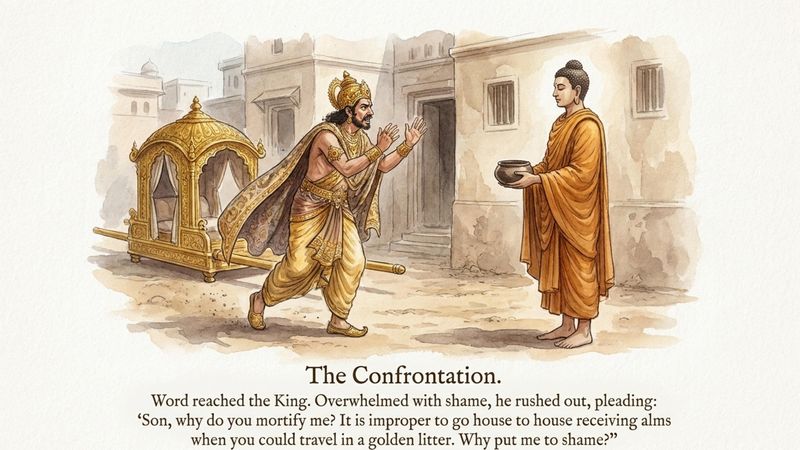 The Confrontation.
Word reached the King. Overwhelmed with shame, he rushed out, pleading:
‘Son, why do you mortify me? It is improper to go house to house receiving alms
when you could travel in a golden litter. Why put me to shame?”